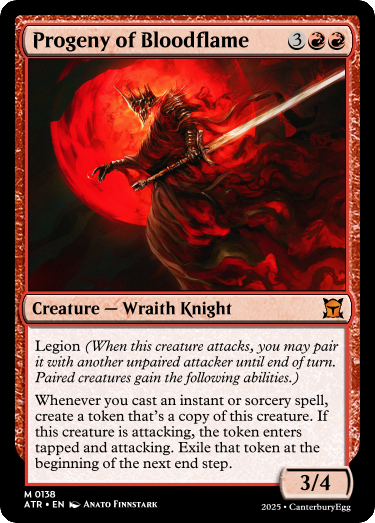 Progeny of Bloodflame 3
Creature — Wraith Knight
Legion (When this creature attacks, you may pair
it with another unpaired attacker until end of turn.
Paired creatures gain the following abilities.)
Whenever you cast an instant or sorcery spell,
create a token that's a copy of this creature. If
this creature is attacking, the token enters
tapped and attacking. Exile that token at the
beginning of the next end step.
3/4
M 0138
ATR • EN Anato Finnstark
2025 • CanterburyEgg